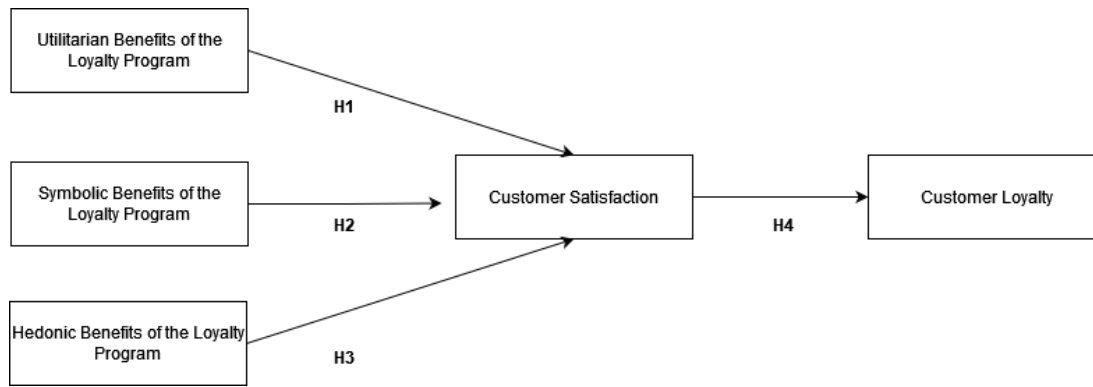 Utilitarian Benefits of the
Loyalty Program
H1
Symbolic Benefits of the
Loyalty Program
H2
Customer Satisfaction
H4
Customer Loyalty
Hedonic Benefits of the Loyalty
Program
H3